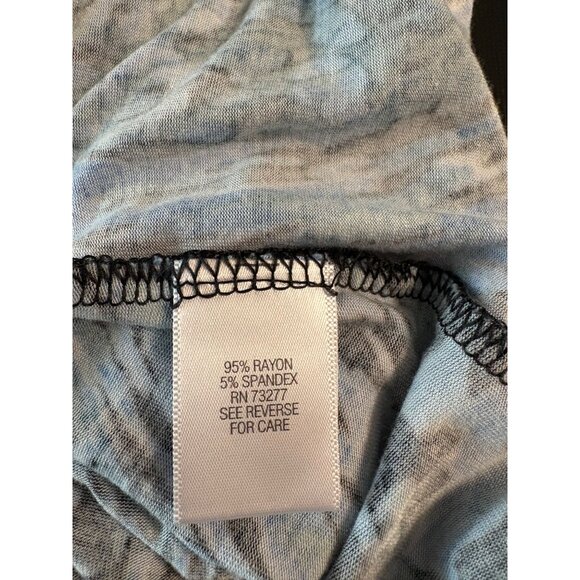 95% RAYON
5% SPANDEX
RN 73277
SEE REVERSE
FOR CARE